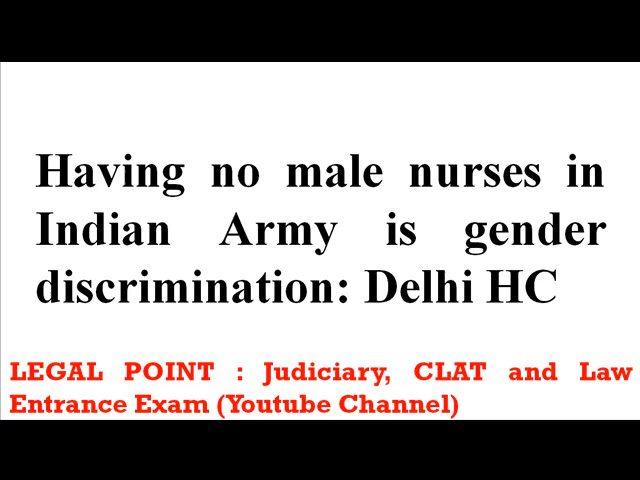 Having no male nurses in
Indian Army is gender
discrimination: Delhi HC
LEGAL POINT : Judiciary, CLAT and Law
Entrance Exam (Youtube Channel)